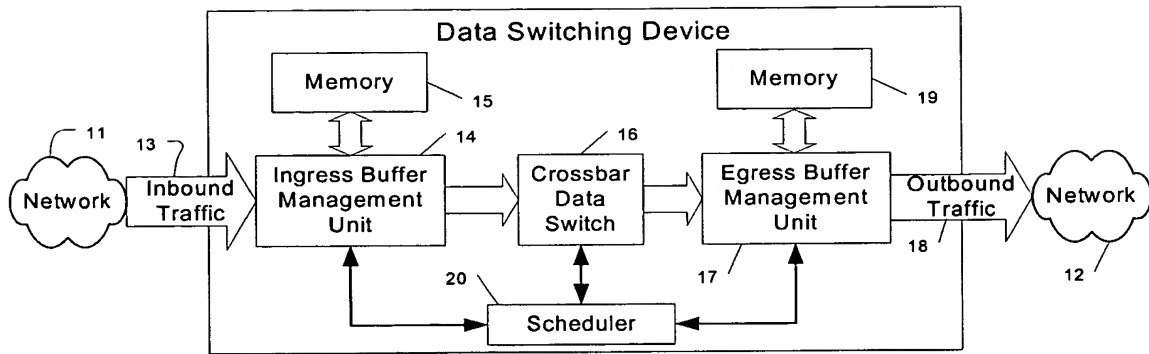 Data Switching Device
Memory
15
Memory
19
11
13
14
16
Network
Inbound
Traffic
Ingress Buffer
Management
Unit
Crossbar
Data
Switch
Egress Buffer
Management
Unit
Outbound
Traffic
Network
17
18
12
20
Scheduler